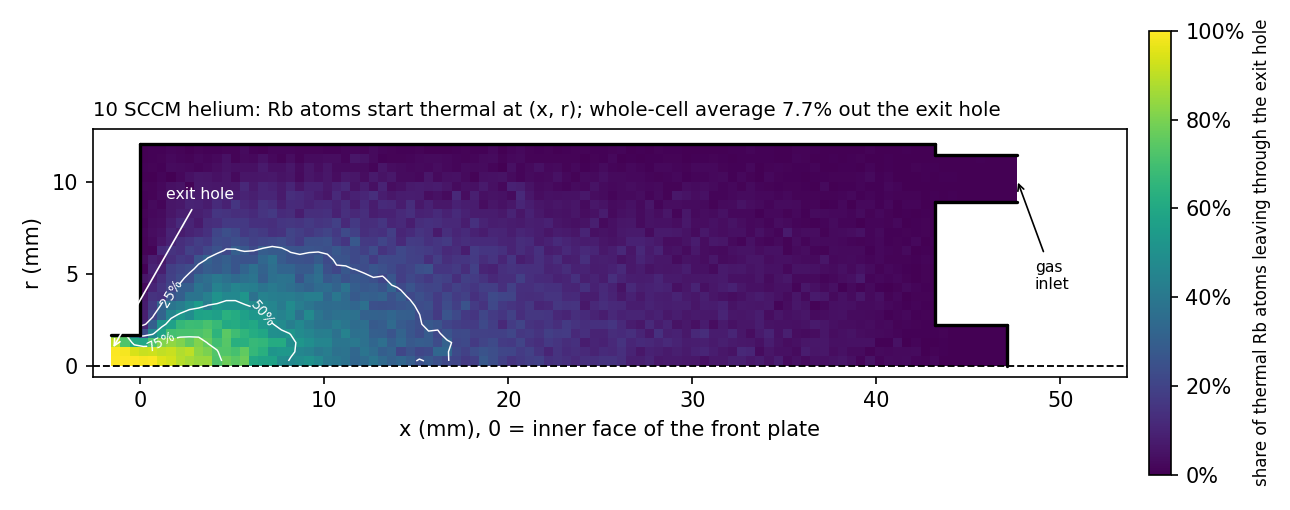 10 SCCM helium: Rb atoms start thermal at (x, r); whole-cell average 7.7% out the exit hole
exit hole
25%
50%
75%
gas
inlet
10
5
0
r (mm)
0
10
20
30
40
50
x (mm), 0 = inner face of the front plate
100%
80%
60%
40%
20%
0%
share of thermal Rb atoms leaving through the exit hole